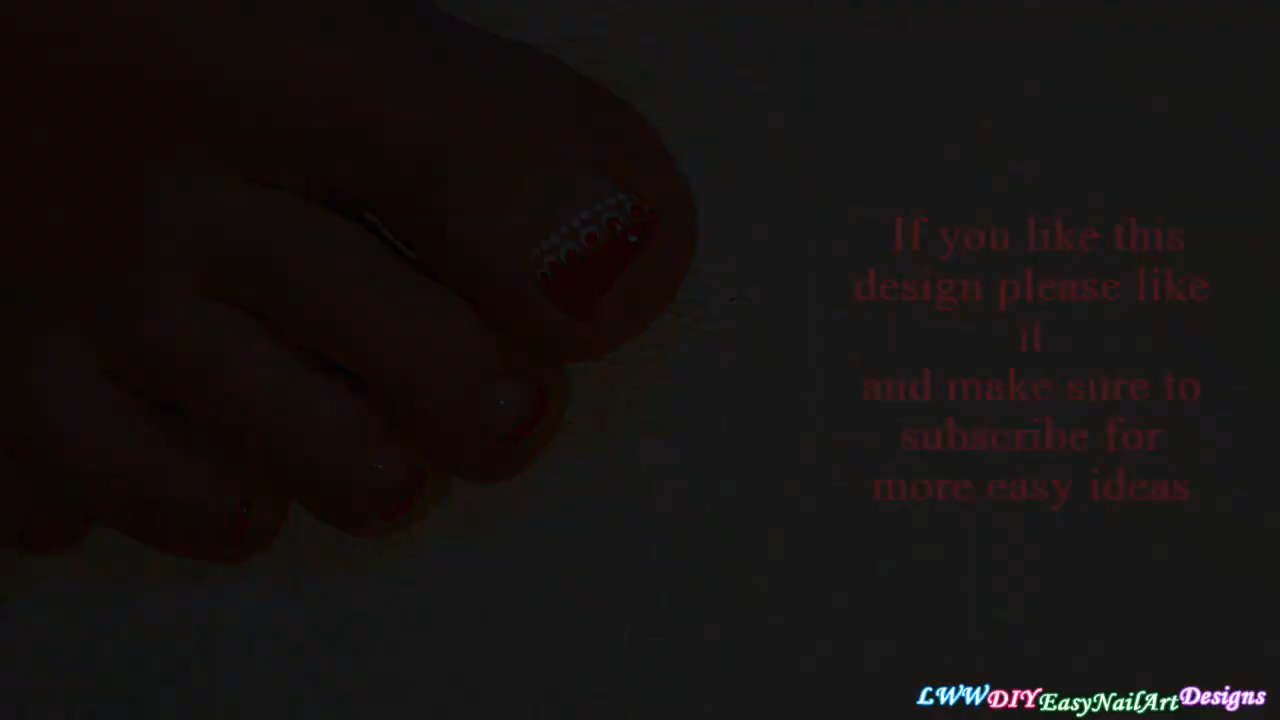 If you like this
design please like
it
and make sure to
subscribe for
more easy ideas
LWWDIYEasyNailArtDesigns